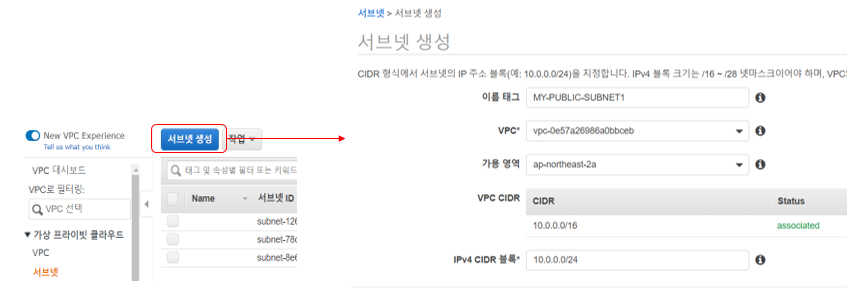 서브넷 > 서브넷 생성
서브넷 생성
CIDR 형식에서 서브넷의 IP 주소 블록(예: 10.0.0.0/24)을 지정합니다. IPv4 블록 크기는 /16 ~ /28 넷마스크이어야 하며, VPC의
이름 태그 MY-PUBLIC-SUBNET1
VPC* vpc-0e57a26986a0bbceb
가용 영역 ap-northeast-2a
VPC CIDR CIDR Status
10.0.0.0/16 associated
IPv4 CIDR 블록* 10.0.0.0/24
New VPC Experience
Tell us what you think
VPC 대시보드
VPC로 필터링:
VPC 선택
가상 프라이빗 클라우드
VPC
서브넷
서브넷 생성 작업
태그 및 속성별 필터 또는 키워드
Name 서브넷 ID
subnet-126
subnet-78c
subnet-8e6